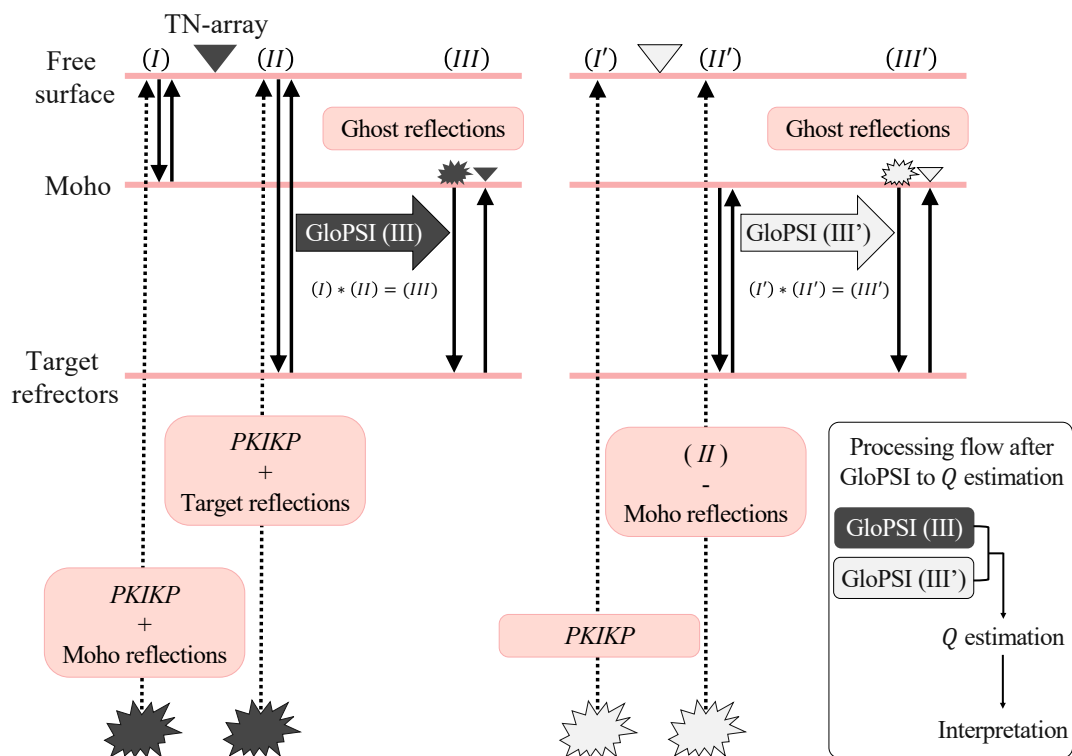 TN-array
Free
surface
(I)
(II)
(III)
(I′)
(II′)
(III′)
Ghost reflections
Ghost reflections
Moho
GloPSI (III)
(I) * (II) = (III)
GloPSI (III’)
(I′) * (II′) = (III′)
Target
refrectors
PKIKP
+
Target reflections
PKIKP
+
Moho reflections
(II)
-
Moho reflections
PKIKP
Processing flow after
GloPSI to Q estimation
GloPSI (III)
GloPSI (III’)
Q estimation
Interpretation